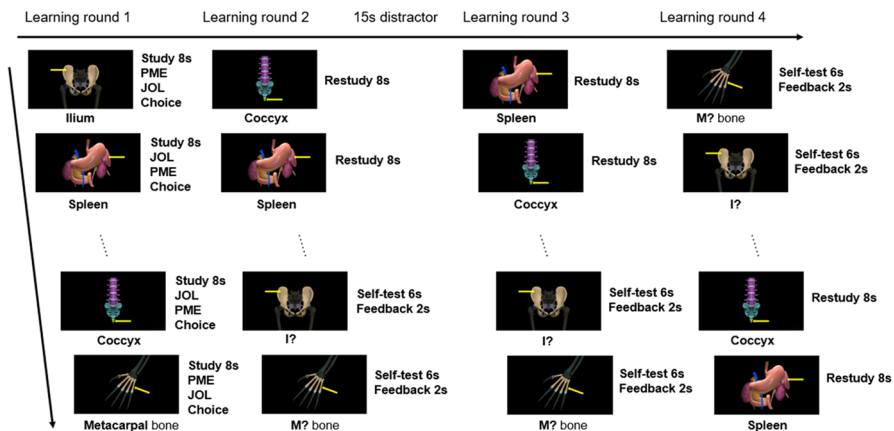 Learning round 1
Learning round 2
15s distractor
Learning round 3
Learning round 4
Study 8s
PME
JOL
Choice
Ilium
Restudy 8s
Coccyx
Restudy 8s
Spleen
Self-test 6s
Feedback 2s
M? bone
Study 8s
JOL
PME
Choice
Spleen
Restudy 8s
Spleen
Restudy 8s
Coccyx
Self-test 6s
Feedback 2s
I?
Study 8s
JOL
PME
Choice
Coccyx
Self-test 6s
Feedback 2s
I?
Self-test 6s
Feedback 2s
I?
Restudy 8s
Coccyx
Study 8s
PME
JOL
Choice
Metacarpal bone
Self-test 6s
Feedback 2s
M? bone
Self-test 6s
Feedback 2s
M? bone
Restudy 8s
Spleen